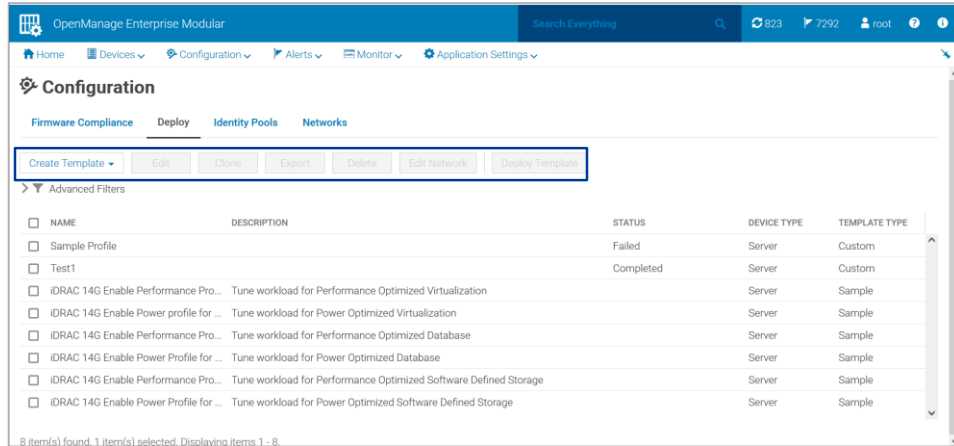 OpenManage Enterprise Modular Search Everything 823 7292 root
Home Devices Configuration Alerts Monitor Application Settings
Configuration
Firmware Compliance Deploy Identity Pools Networks
Create Template Edit Clone Export Delete Edit Network Deploy Template
Advanced Filters
NAME DESCRIPTION STATUS DEVICE TYPE TEMPLATE TYPE
Sample Profile Failed Server Custom
Test1 Completed Server Custom
iDRAC 14G Enable Performance Pro... Tune workload for Performance Optimized Virtualization Server Sample
iDRAC 14G Enable Power profile for ... Tune workload for Power Optimized Virtualization Server Sample
iDRAC 14G Enable Performance Pro... Tune workload for Performance Optimized Database Server Sample
iDRAC 14G Enable Power Profile for ... Tune workload for Power Optimized Database Server Sample
iDRAC 14G Enable Performance Pro... Tune workload for Performance Optimized Software Defined Storage Server Sample
iDRAC 14G Enable Power Profile for ... Tune workload for Power Optimized Software Defined Storage Server Sample
8 item(s) found, 1 item(s) selected. Displaying items 1 - 8.